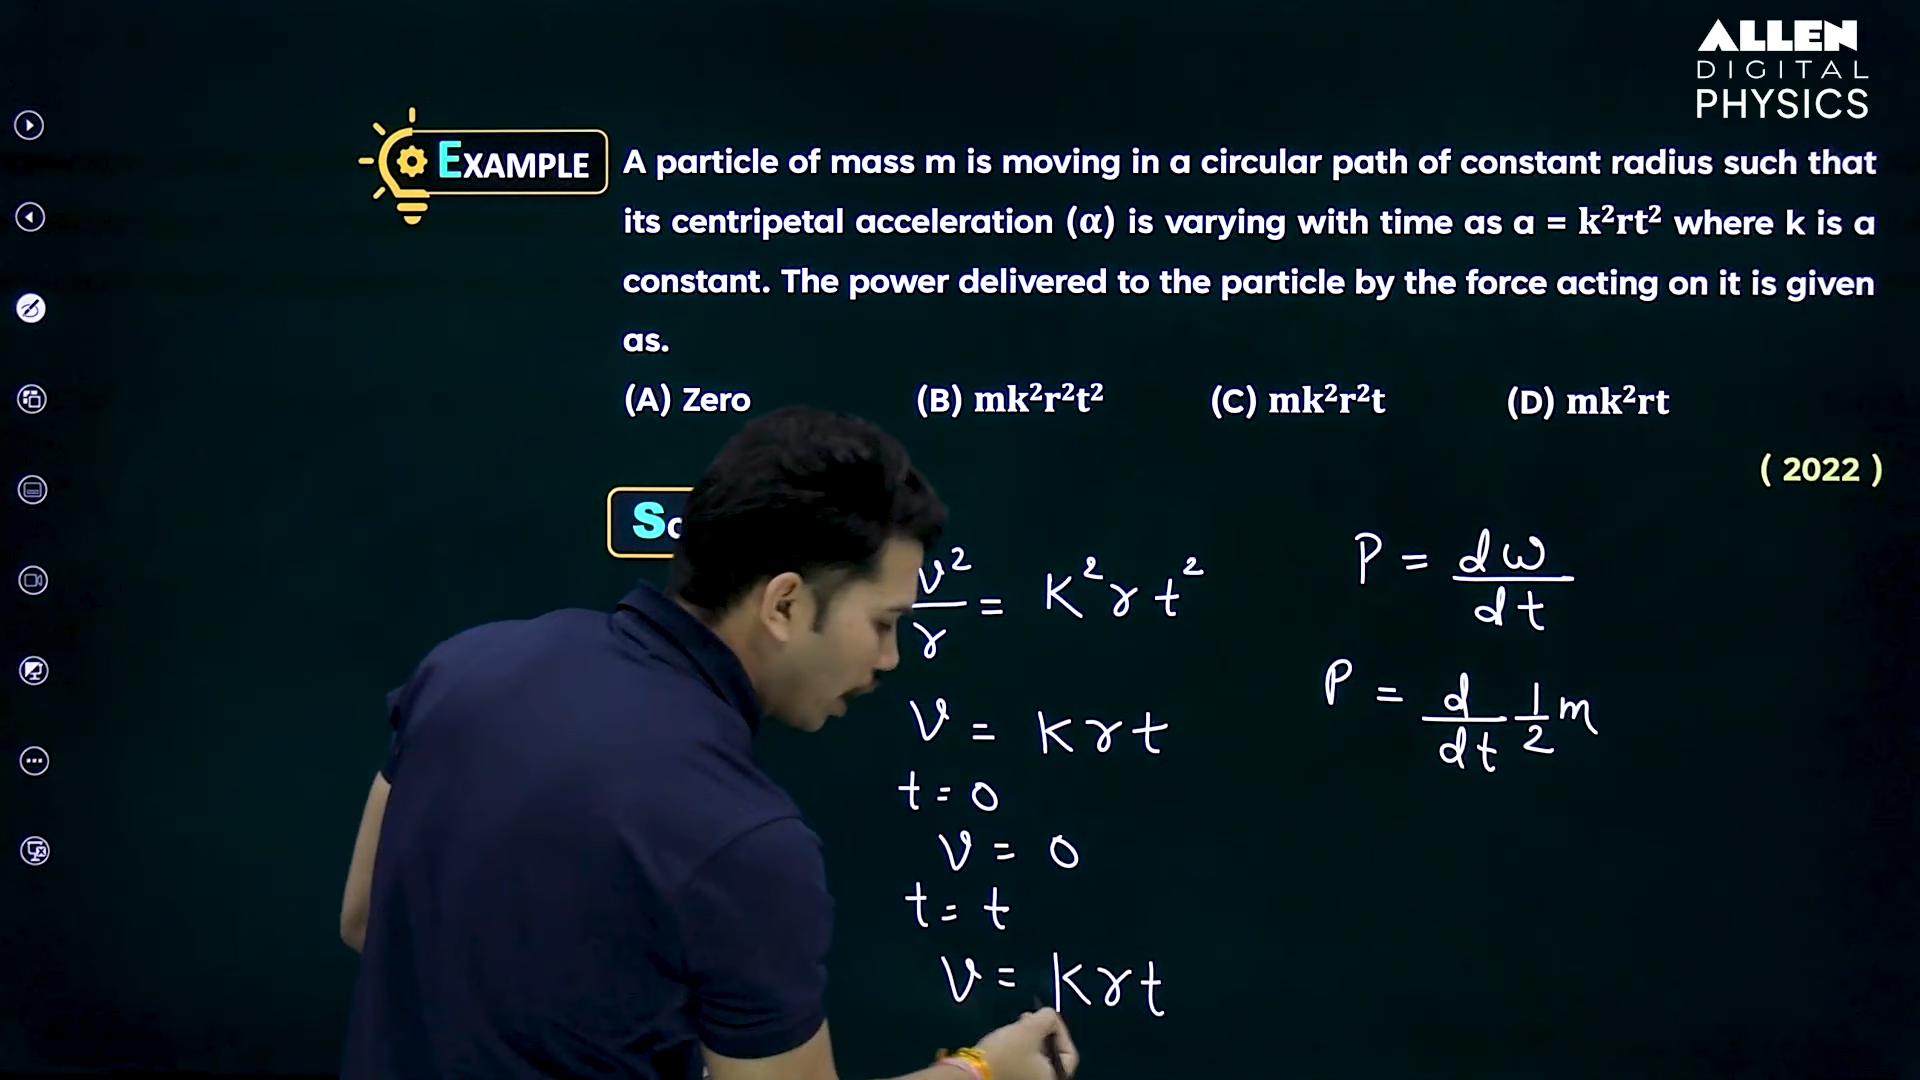 ALLEN
DIGITAL
PHYSICS
EXAMPLE
A particle of mass m is moving in a circular path of constant radius such that
its centripetal acceleration (α) is varying with time as a = k²rt² where k is a
constant. The power delivered to the particle by the force acting on it is given
as.
(A) Zero (B) mk²r²t² (C) mk²r²t (D) mk²rt
( 2022 )
v²/r = K²rt²
v = Krt
t = 0
v = 0
t = t
v = Krt
P = dω/dt
P = d/dt 1/2 m